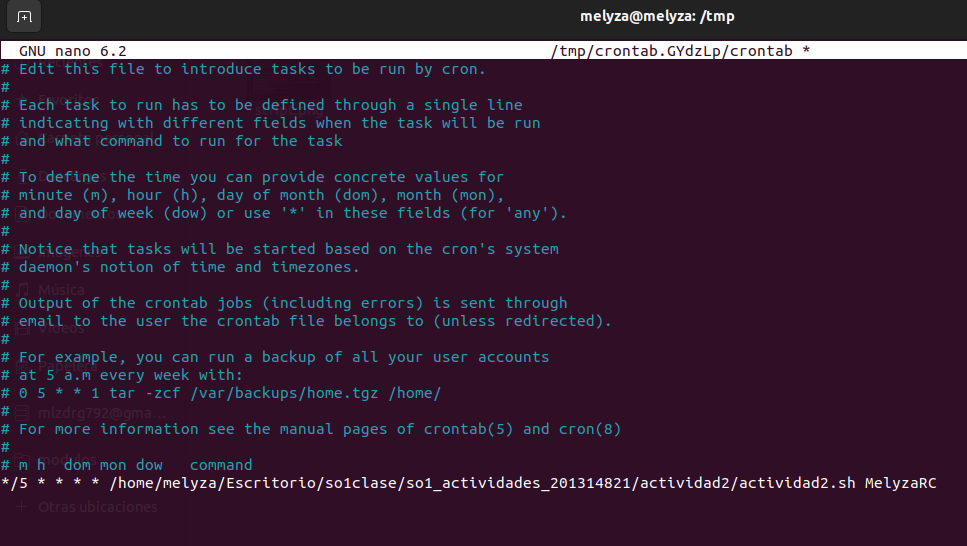 melyza@melyza: /tmp
GNU nano 6.2 /tmp/crontab.GYdzLp/crontab *
# Edit this file to introduce tasks to be run by cron.
#
# Each task to run has to be defined through a single line
# indicating with different fields when the task will be run
# and what command to run for the task
#
# To define the time you can provide concrete values for
# minute (m), hour (h), day of month (dom), month (mon),
# and day of week (dow) or use '*' in these fields (for 'any').
#
# Notice that tasks will be started based on the cron's system
# daemon's notion of time and timezones.
#
Música
# Output of the crontab jobs (including errors) is sent through
# email to the user the crontab file belongs to (unless redirected).
#
# For example, you can run a backup of all your user accounts
# at 5 a.m every week with:
# 0 5 * * 1 tar -zcf /var/backups/home.tgz /home/
#
mlzdrg792@gma...
# For more information see the manual pages of crontab(5) and cron(8)
#
# m h  dom mon dow   command
*/5 * * * * /home/melyza/Escritorio/so1clase/so1_actividades_201314821/actividad2/actividad2.sh MelyzaRC
+ Otras ubicaciones